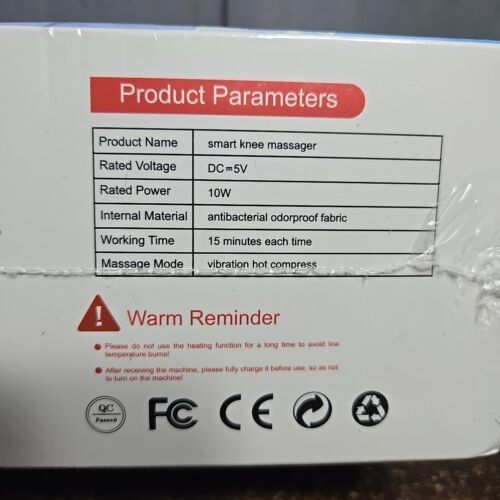 Product Parameters
Product Name smart knee massager
Rated Voltage DC⎓5V
Rated Power 10W
Internal Material antibacterial odorproof fabric
Working Time 15 minutes each time
Massage Mode vibration hot compress
! Warm Reminder
Please do not use the heating function for a long time to avoid low
temperature burns!
After receiving the machine, please fully charge it before use, so as not
to turn on the machine!
QC
Passed
FC CE